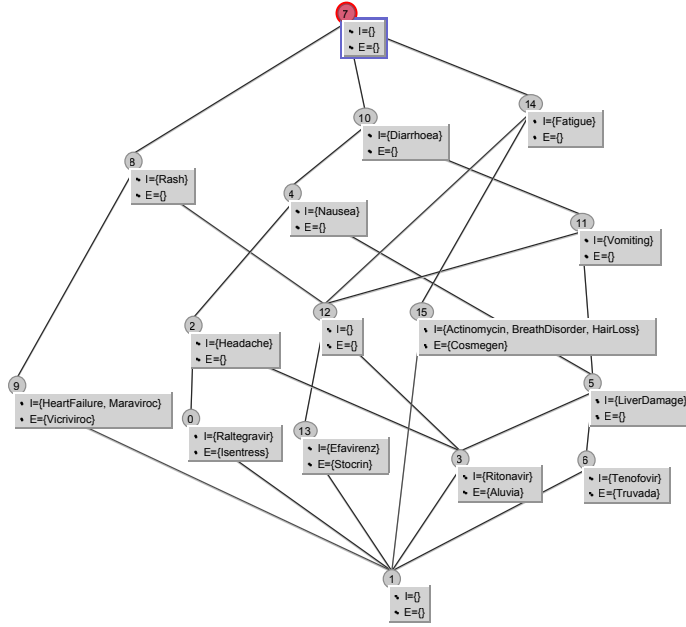 7
I={}
E={}
10
I={Diarrhoea}
E={}
14
I={Fatigue}
E={}
8
I={Rash}
E={}
4
I={Nausea}
E={}
11
I={Vomiting}
E={}
2
I={Headache}
E={}
12
I={}
E={}
15
I={Actinomycin, BreathDisorder, HairLoss}
E={Cosmegen}
9
I={HeartFailure, Maraviroc}
E={Vicriviroc}
0
I={Raltegravir}
E={Isentress}
13
I={Efavirenz}
E={Stocrin}
5
I={LiverDamage}
E={}
3
I={Ritonavir}
E={Aluvia}
6
I={Tenofovir}
E={Truvada}
1
I={}
E={}